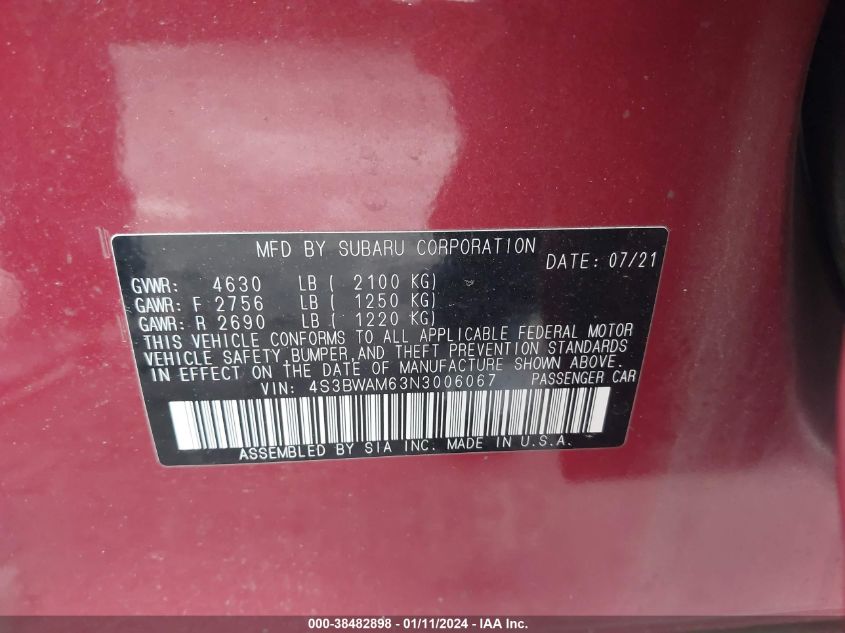 MFD BY SUBARU CORPORATION
DATE: 07/21
GVWR: 4630 LB ( 2100 KG)
GAWR: F 2756 LB ( 1250 KG)
GAWR: R 2690 LB ( 1220 KG)
THIS VEHICLE CONFORMS TO ALL APPLICABLE FEDERAL MOTOR
VEHICLE SAFETY, BUMPER, AND THEFT PREVENTION STANDARDS
IN EFFECT ON THE DATE OF MANUFACTURE SHOWN ABOVE.
VIN: 4S3BWAM63N3006067 PASSENGER CAR
ASSEMBLED BY SIA INC. MADE IN U.S.A.
000-38482898 - 01/11/2024 - IAA Inc.